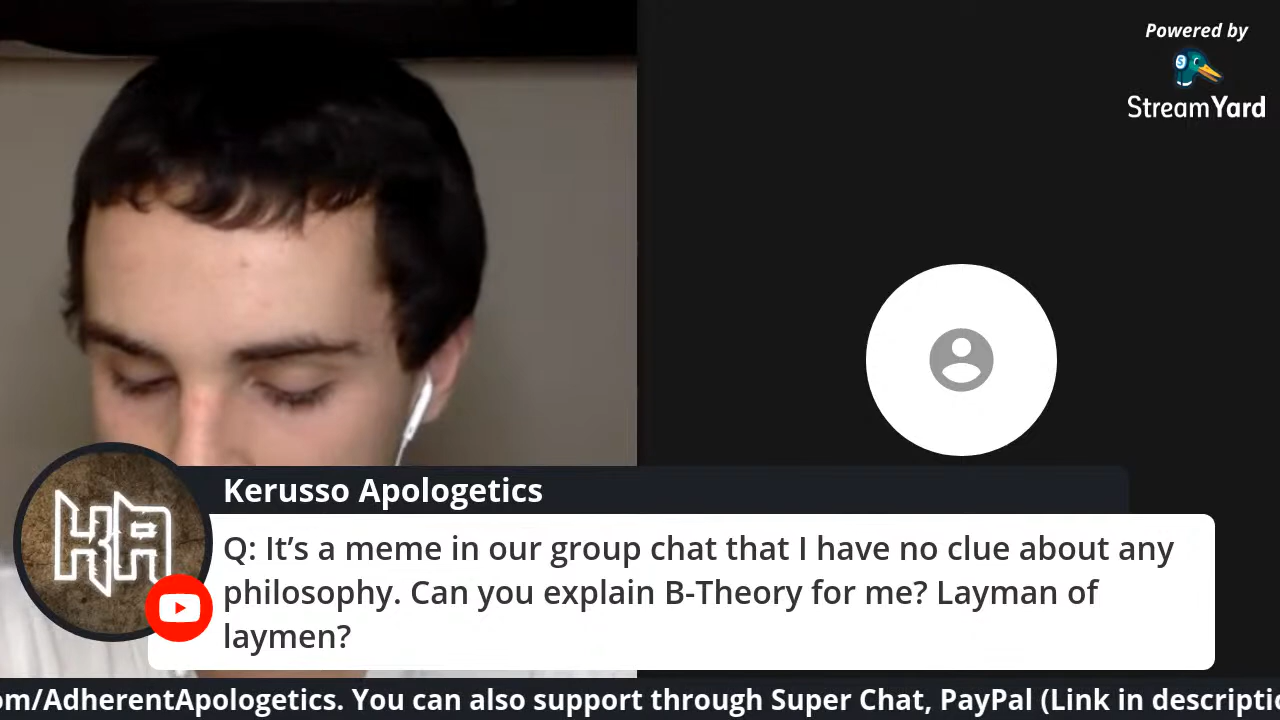 Powered by
StreamYard
KA
Kerusso Apologetics
Q: It’s a meme in our group chat that I have no clue about any
philosophy. Can you explain B-Theory for me? Layman of
laymen?
om/AdherentApologetics. You can also support through Super Chat, PayPal (Link in descriptio